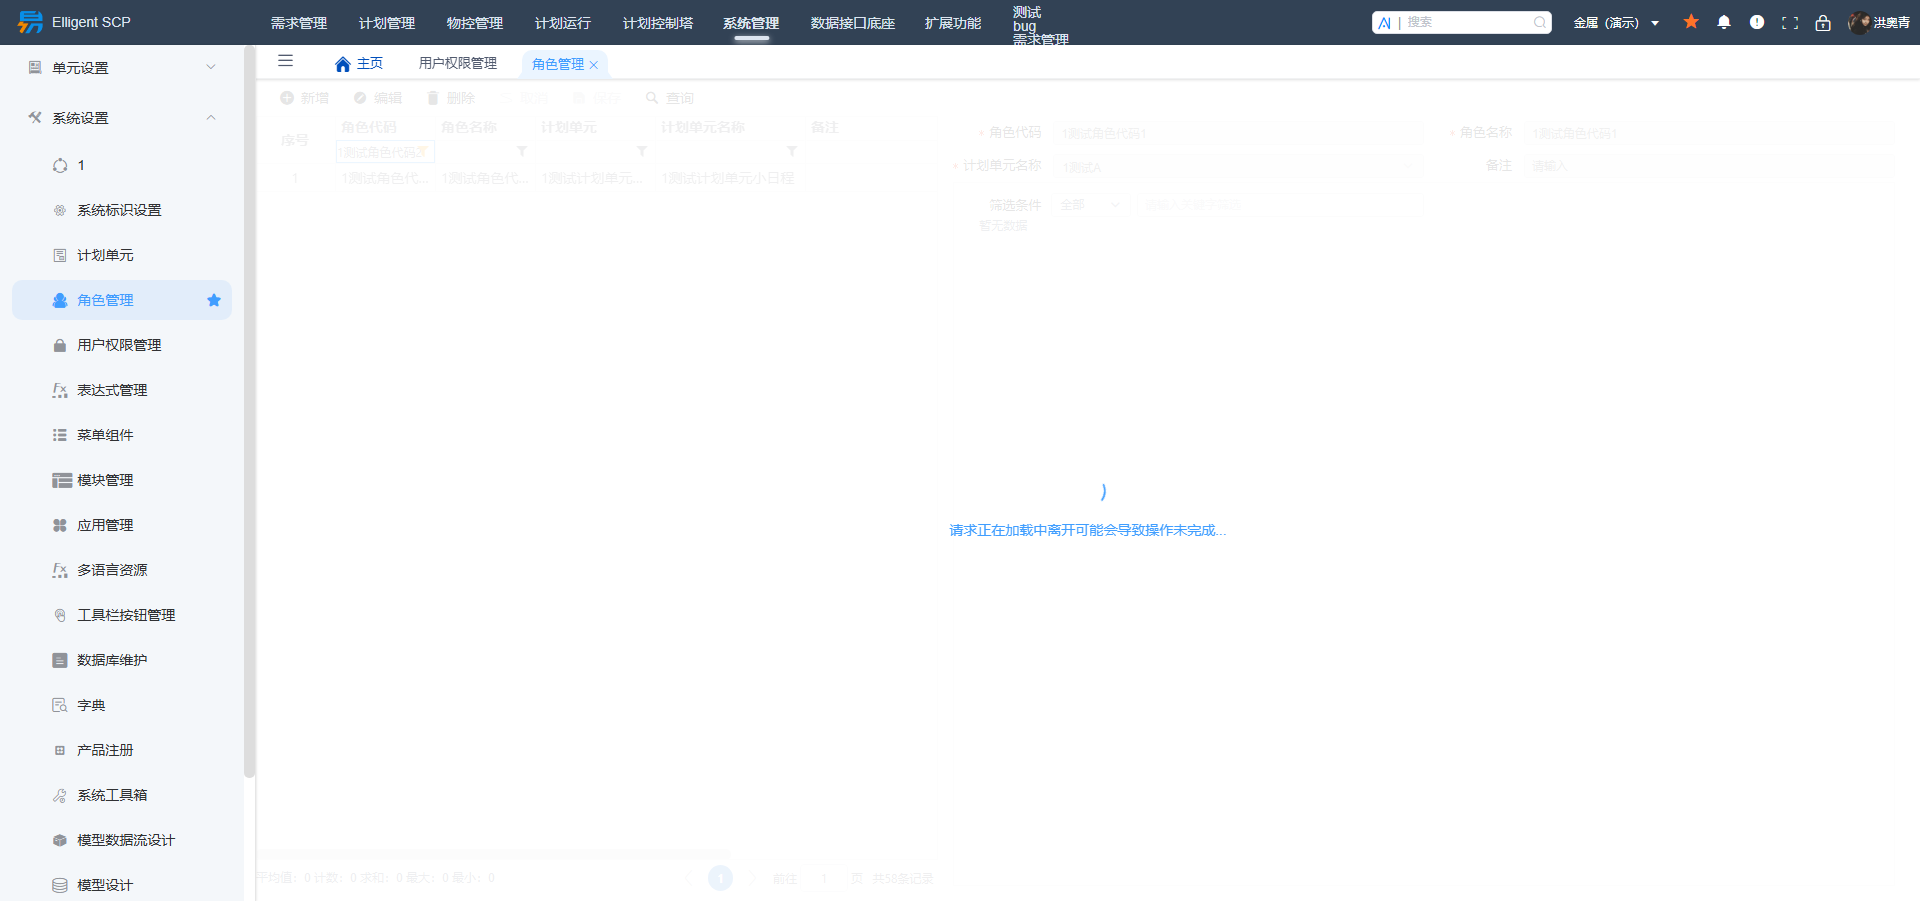 Elligent SCP
需求管理
计划管理
物控管理
计划运行
计划控制塔
系统管理
数据接口底座
扩展功能
测试
bug
需求管理
搜索
金属（演示）
洪奥青
单元设置
系统设置
1
系统标识设置
计划单元
角色管理
用户权限管理
表达式管理
菜单组件
模块管理
应用管理
多语言资源
工具栏按钮管理
数据库维护
字典
产品注册
系统工具箱
模型数据流设计
模型设计
主页
用户权限管理
角色管理
新增
编辑
删除
取消
保存
查询
序号
角色代码
角色名称
计划单元
计划单元名称
备注
1测试角色代码
1
1测试角色代...
1测试角色代...
1测试计划单元...
1测试计划单元小日程
* 角色代码
1测试角色代码1
* 角色名称
1测试角色代码1
* 计划单元名称
1测试A
备注
请输入
筛选条件
全部
暂无数据
请求正在加载中离开可能会导致操作未完成...
平均值：0 计数：0 求和：0 最大：0 最小：0
1
前往
1
页
共58条记录